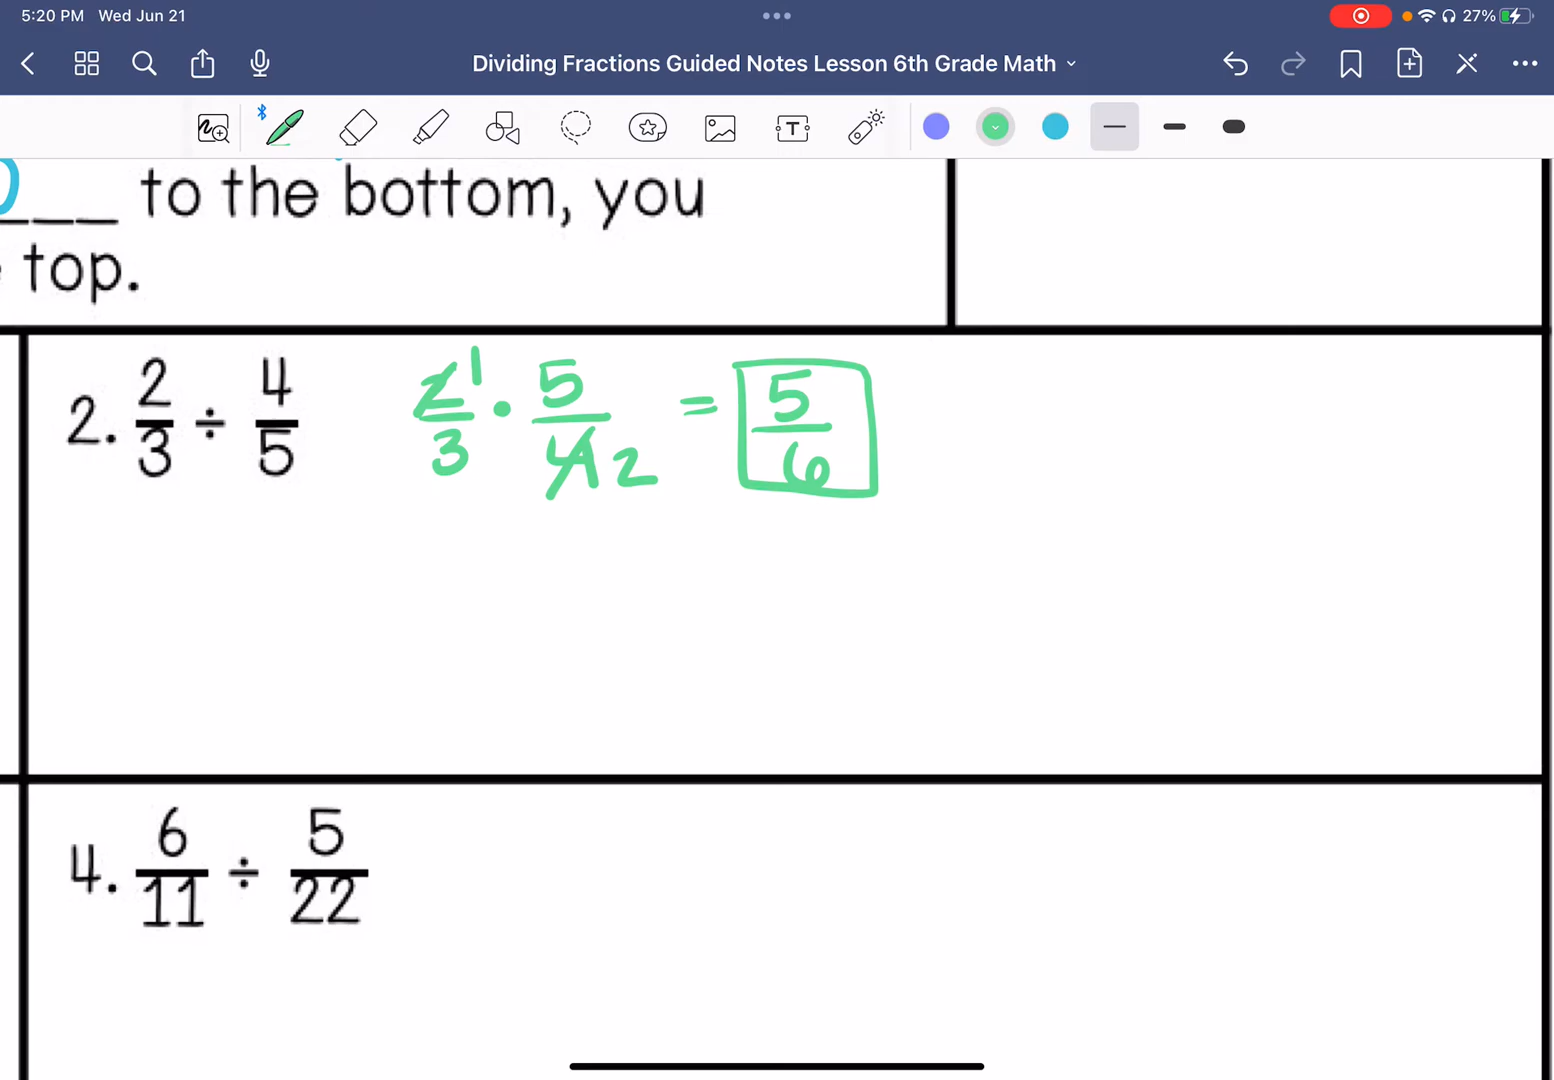 5:20 PM Wed Jun 21
27%
Dividing Fractions Guided Notes Lesson 6th Grade Math
T
___ to the bottom, you
top.
2. 2/3 ÷ 4/5 2/3 1 · 5/4 2 = 5/6
4. 6/11 ÷ 5/22